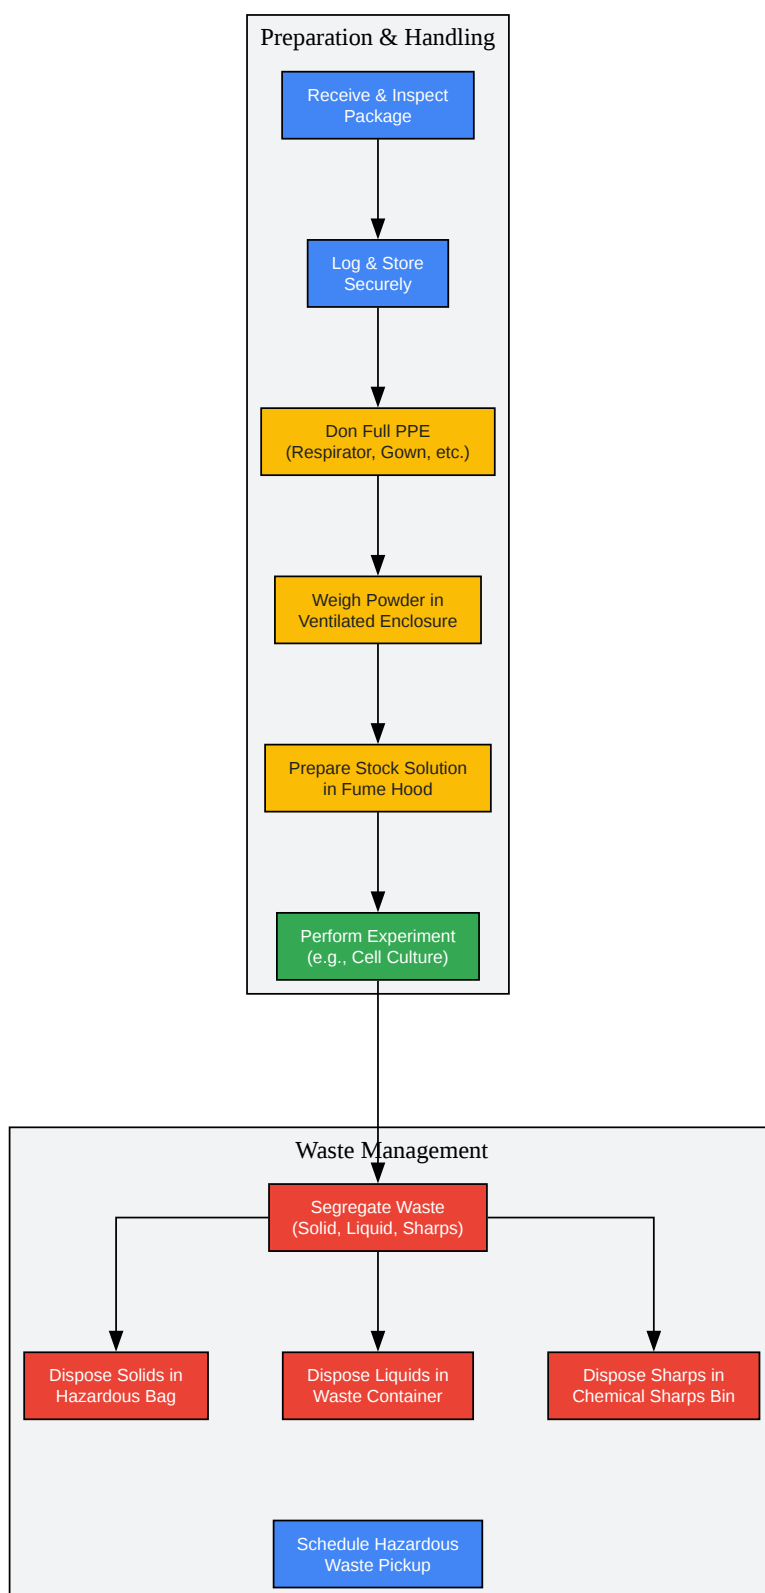 Preparation & Handling
Receive & Inspect
Package
Log & Store
Securely
Don Full PPE
(Respirator, Gown, etc.)
Weigh Powder in
Ventilated Enclosure
Prepare Stock Solution
in Fume Hood
Perform Experiment
(e.g., Cell Culture)
Waste Management
Segregate Waste
(Solid, Liquid, Sharps)
Dispose Solids in
Hazardous Bag
Dispose Liquids in
Waste Container
Dispose Sharps in
Chemical Sharps Bin
Schedule Hazardous
Waste Pickup